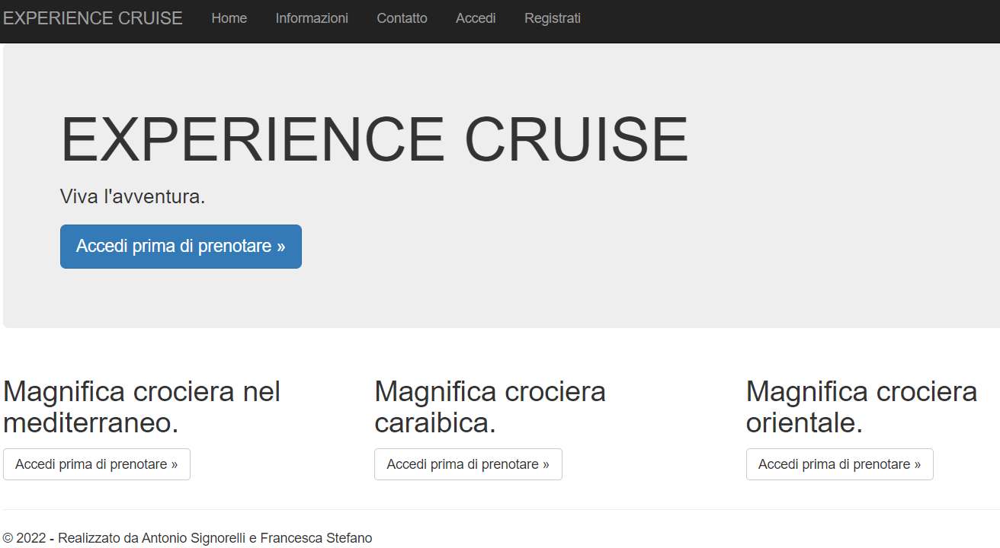 EXPERIENCE CRUISE Home Informazioni Contatto Accedi Registrati
EXPERIENCE CRUISE
Viva l'avventura.
Accedi prima di prenotare »
Magnifica crociera nel
mediterraneo.
Accedi prima di prenotare »
Magnifica crociera
caraibica.
Accedi prima di prenotare »
Magnifica crociera
orientale.
Accedi prima di prenotare »
© 2022 - Realizzato da Antonio Signorelli e Francesca Stefano